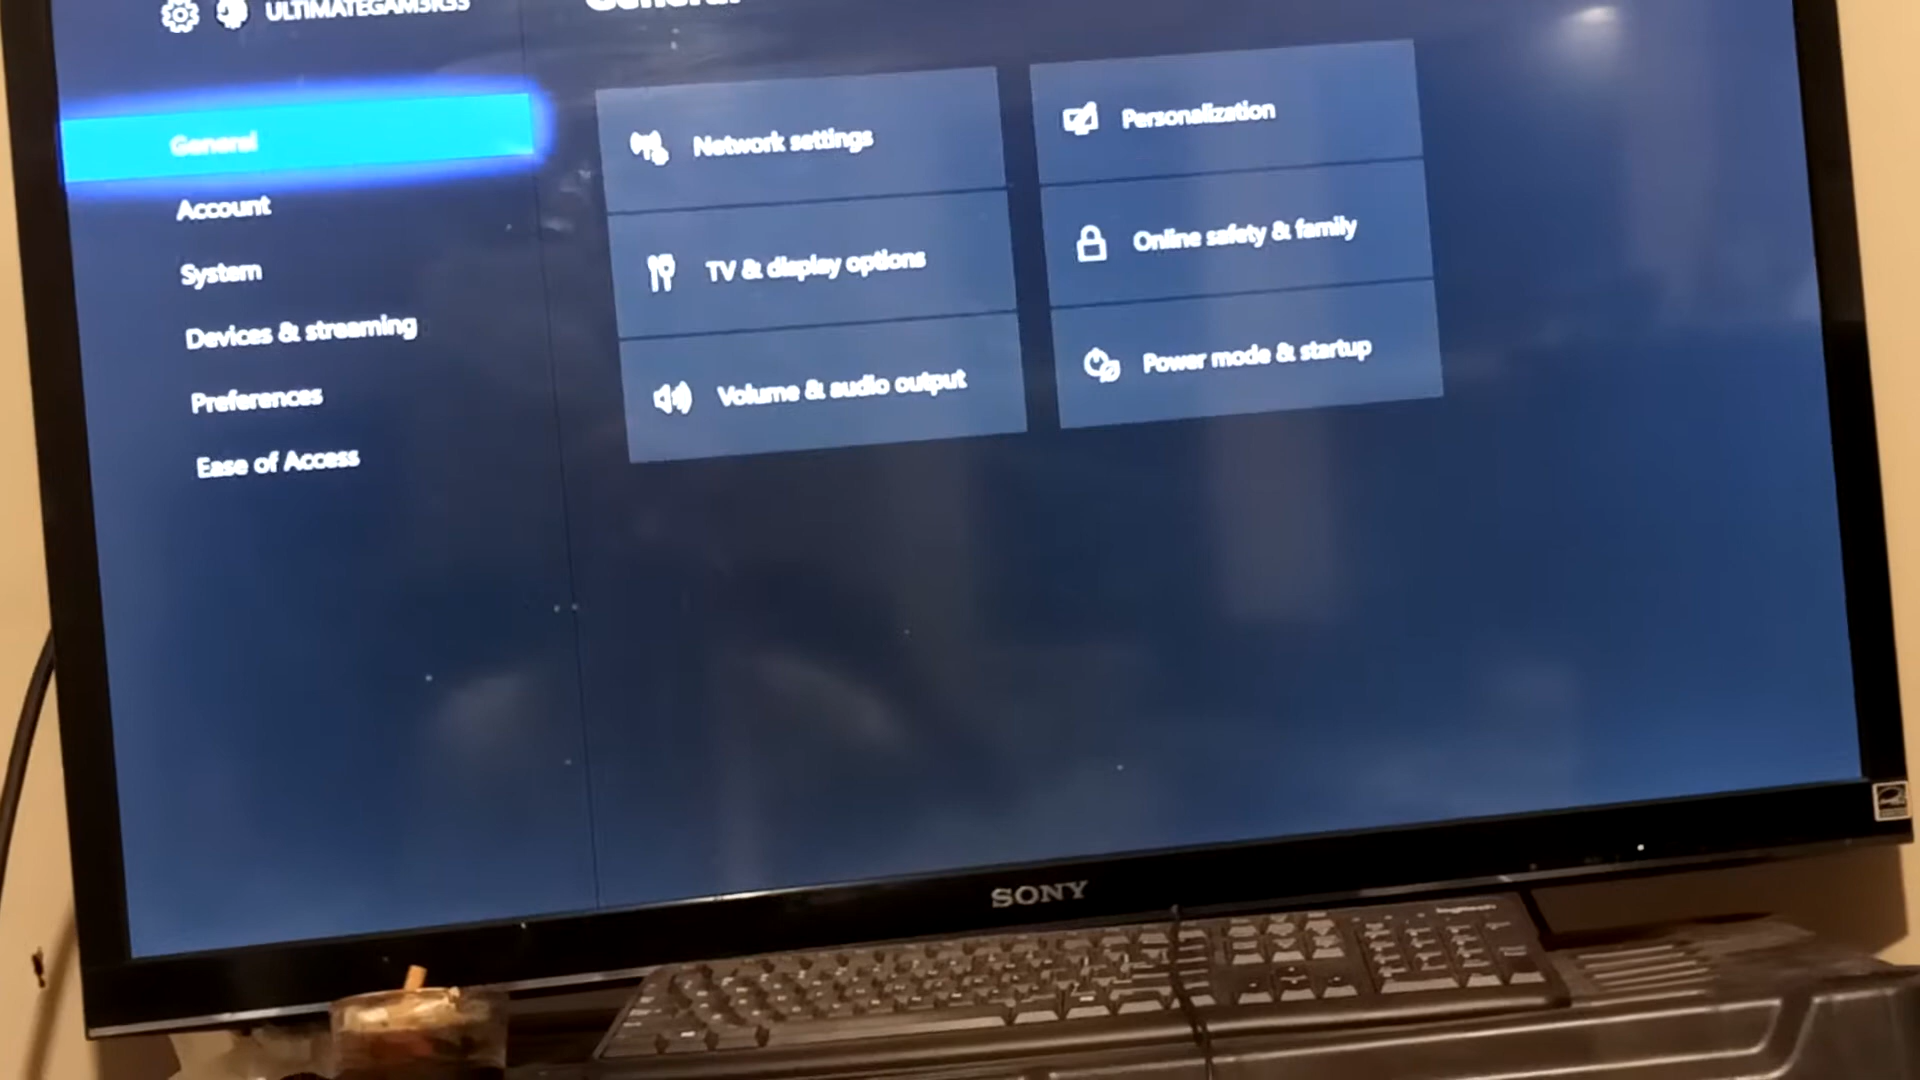 General
General
Account
System
Devices & streaming
Preferences
Ease of Access
Network settings
TV & display options
Volume & audio output
Personalization
Online safety & family
Power mode & startup
SONY